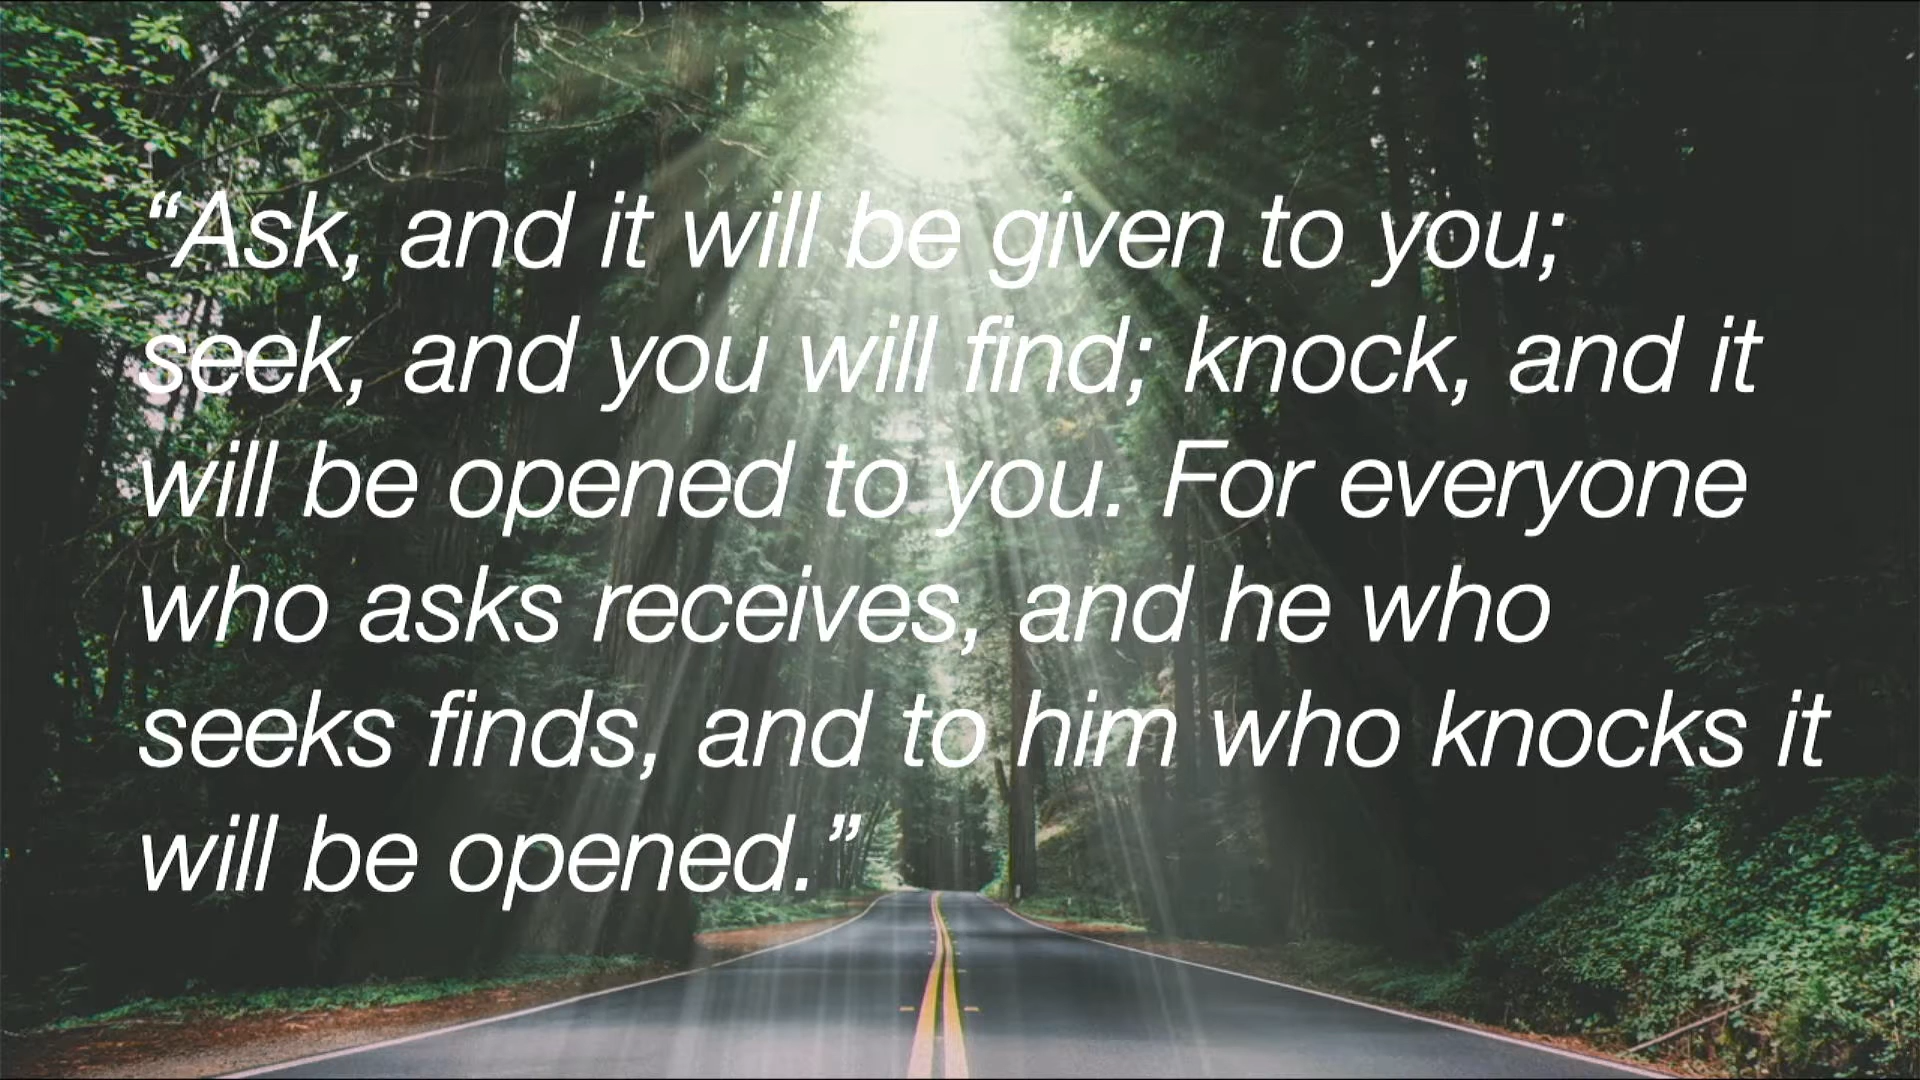 “Ask, and it will be given to you;
seek, and you will find; knock, and it
will be opened to you. For everyone
who asks receives, and he who
seeks finds, and to him who knocks it
will be opened.”